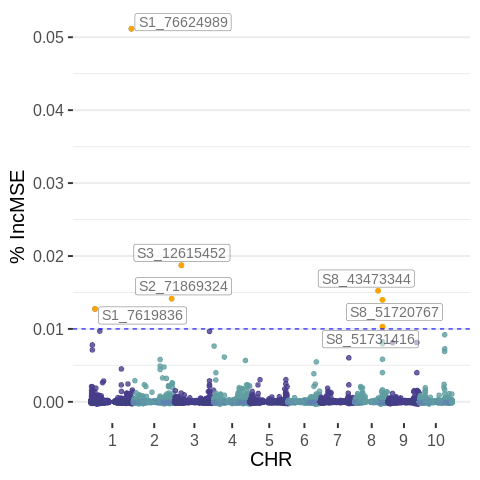 S1_76624989
0.05
0.04
0.03
% IncMSE
S3_12615452
0.02
S8_43473344
S2_71869324
S1_7619836
S8_51720767
0.01
S8_51731416
0.00
1 2 3 4 5 6 7 8 9 10
CHR